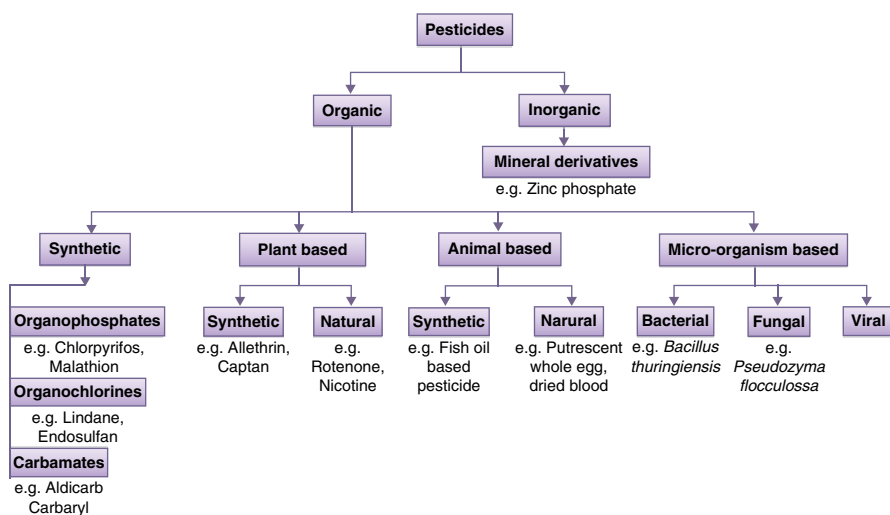 Pesticides
Organic
Inorganic
Mineral derivatives
e.g. Zinc phosphate
Synthetic
Plant based
Animal based
Micro-organism based
Organophosphates
e.g. Chlorpyrifos,
Malathion
Organochlorines
e.g. Lindane,
Endosulfan
Carbamates
e.g. Aldicarb
Carbaryl
Synthetic
e.g. Allethrin,
Captan
Natural
e.g.
Rotenone,
Nicotine
Synthetic
e.g. Fish oil
based
pesticide
Narural
e.g. Putrescent
whole egg,
dried blood
Bacterial
e.g. Bacillus
thuringiensis
Fungal
e.g.
Pseudozyma
flocculossa
Viral